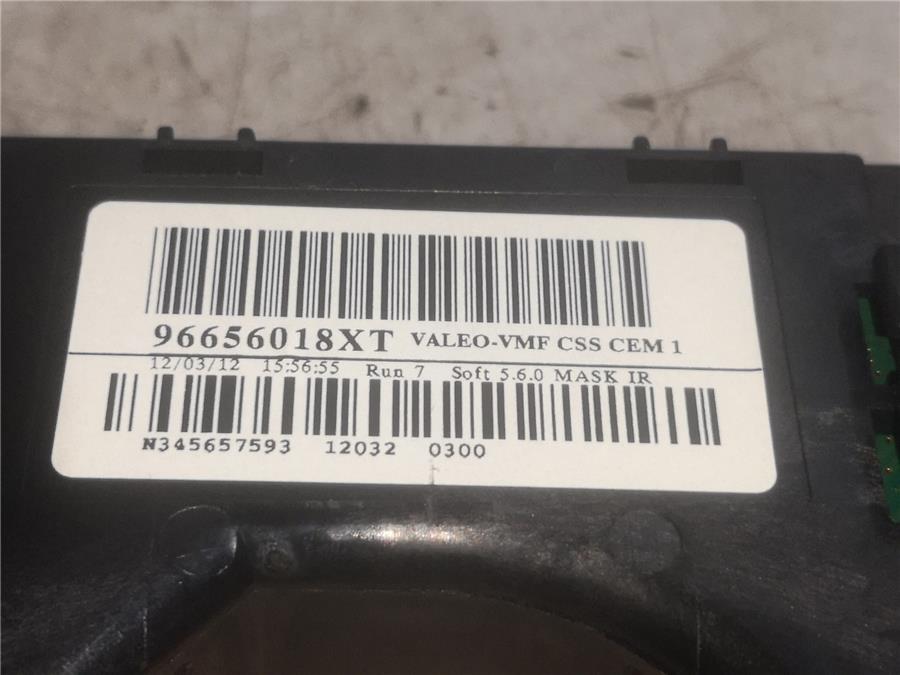 96656018XT VALEO-VMF CSS CEM 1
12/03/12 15:56:55 Run 7 Soft 5.6.0 MASK IR
N345657593 12032 0300